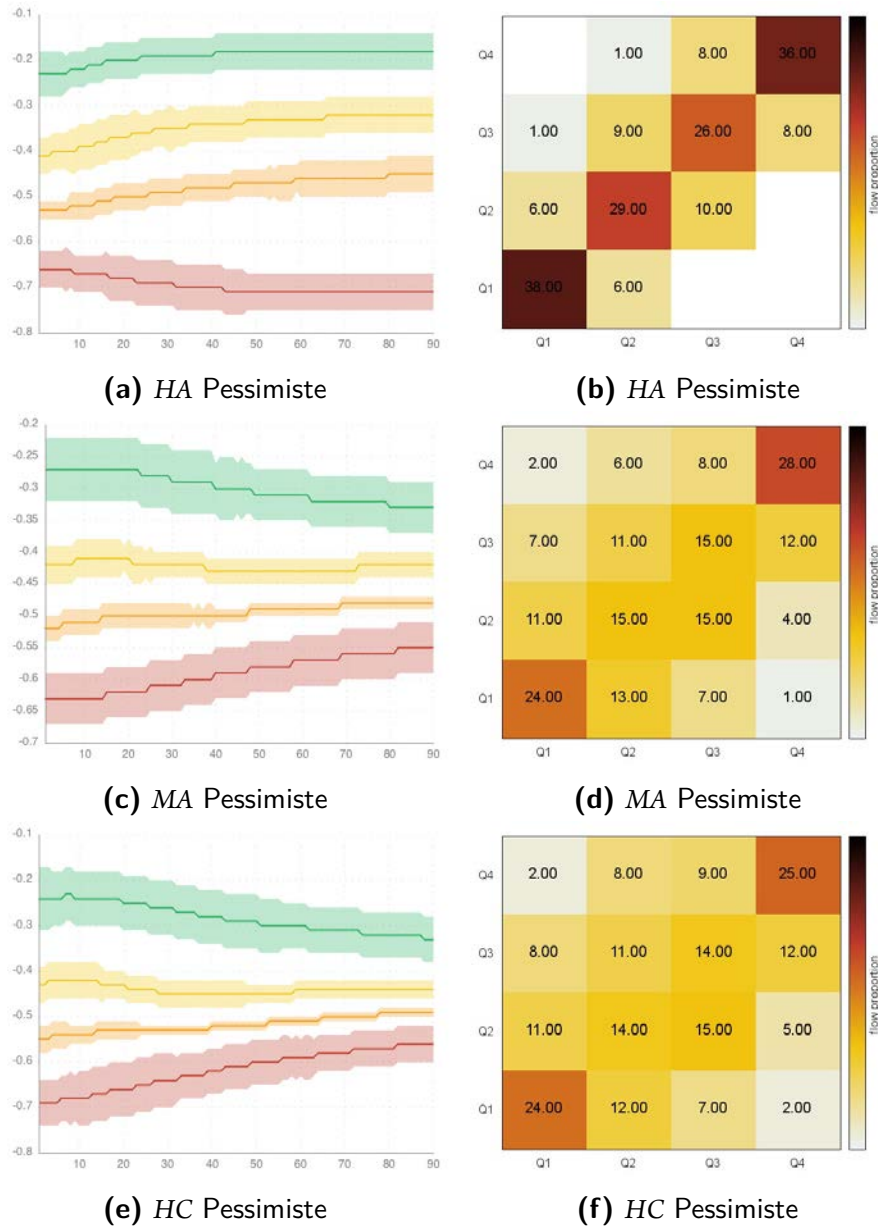 -0.1
-0.2
-0.3
-0.4
-0.5
-0.6
-0.7
-0.8
10 20 30 40 50 60 70 80 90
(a) HA Pessimiste
Q4 1.00 8.00 36.00
Q3 1.00 9.00 26.00 8.00
Q2 6.00 29.00 10.00
Q1 38.00 6.00
Q1 Q2 Q3 Q4
flow proportion
(b) HA Pessimiste
-0.2
-0.25
-0.3
-0.35
-0.4
-0.45
-0.5
-0.55
-0.6
-0.65
-0.7
10 20 30 40 50 60 70 80 90
(c) MA Pessimiste
Q4 2.00 6.00 8.00 28.00
Q3 7.00 11.00 15.00 12.00
Q2 11.00 15.00 15.00 4.00
Q1 24.00 13.00 7.00 1.00
Q1 Q2 Q3 Q4
flow proportion
(d) MA Pessimiste
-0.1
-0.2
-0.3
-0.4
-0.5
-0.6
-0.7
-0.8
10 20 30 40 50 60 70 80 90
(e) HC Pessimiste
Q4 2.00 8.00 9.00 25.00
Q3 8.00 11.00 14.00 12.00
Q2 11.00 14.00 15.00 5.00
Q1 24.00 12.00 7.00 2.00
Q1 Q2 Q3 Q4
flow proportion
(f) HC Pessimiste